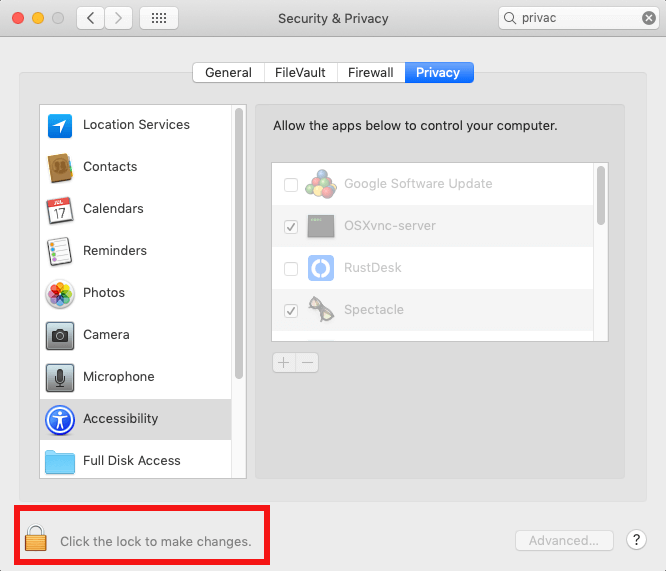 Security & Privacy
privac
General
FileVault
Firewall
Privacy
Location Services
Contacts
JUL
17
Calendars
Reminders
Photos
Camera
Microphone
Accessibility
Full Disk Access
Allow the apps below to control your computer.
Google Software Update
OSXvnc-server
RustDesk
Spectacle
Click the lock to make changes.
Advanced...
?